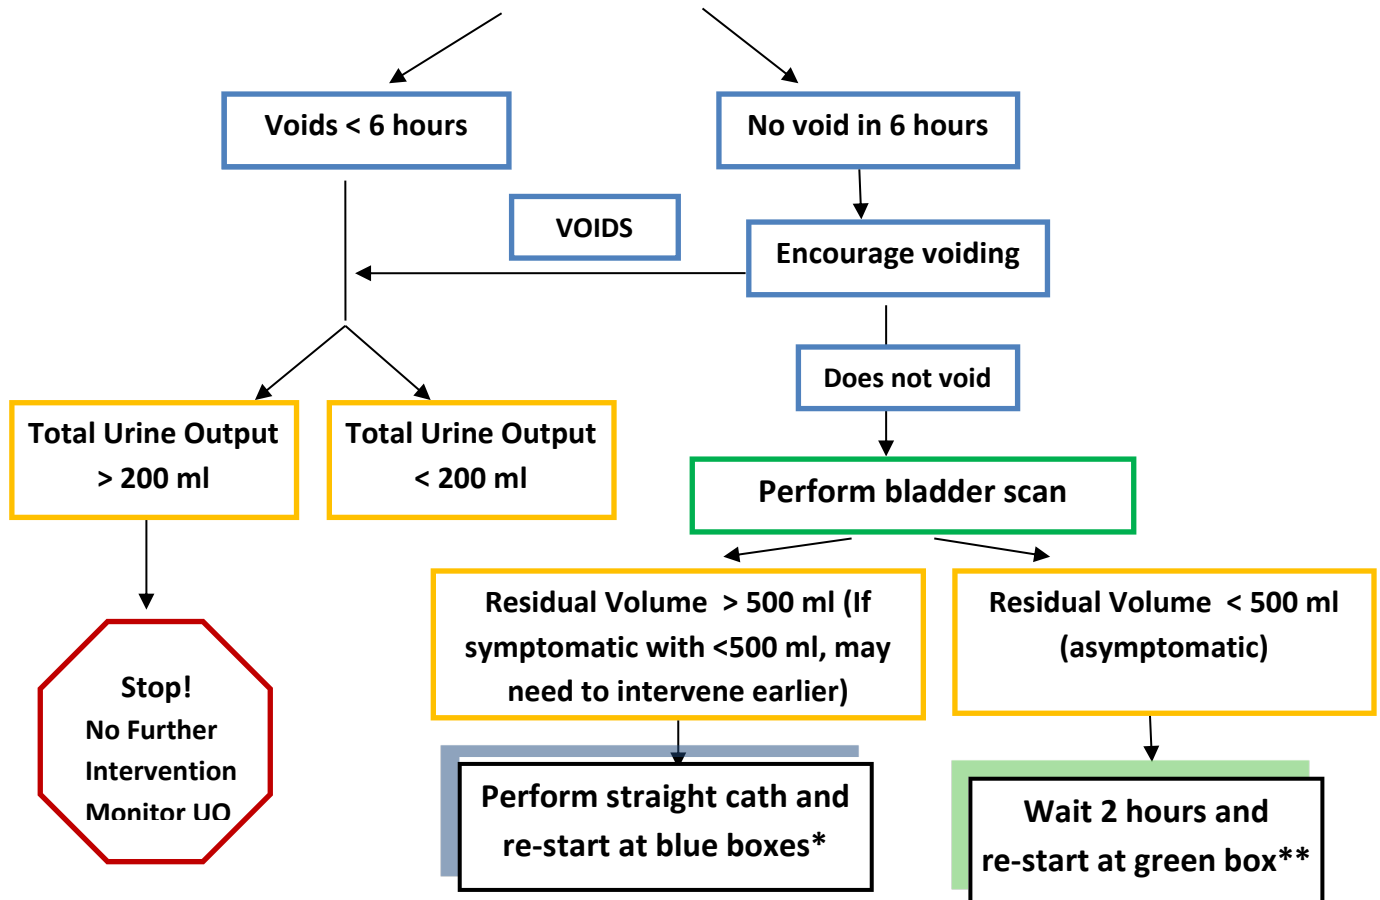 Voids < 6 hours
No void in 6 hours
VOIDS
Encourage voiding
Does not void
Total Urine Output
> 200 ml
Total Urine Output
< 200 ml
Perform bladder scan
Residual Volume > 500 ml (If
symptomatic with <500 ml, may
need to intervene earlier)
Residual Volume < 500 ml
(asymptomatic)
Stop!
No Further
Intervention
Monitor UO
Perform straight cath and
re-start at blue boxes*
Wait 2 hours and
re-start at green box**